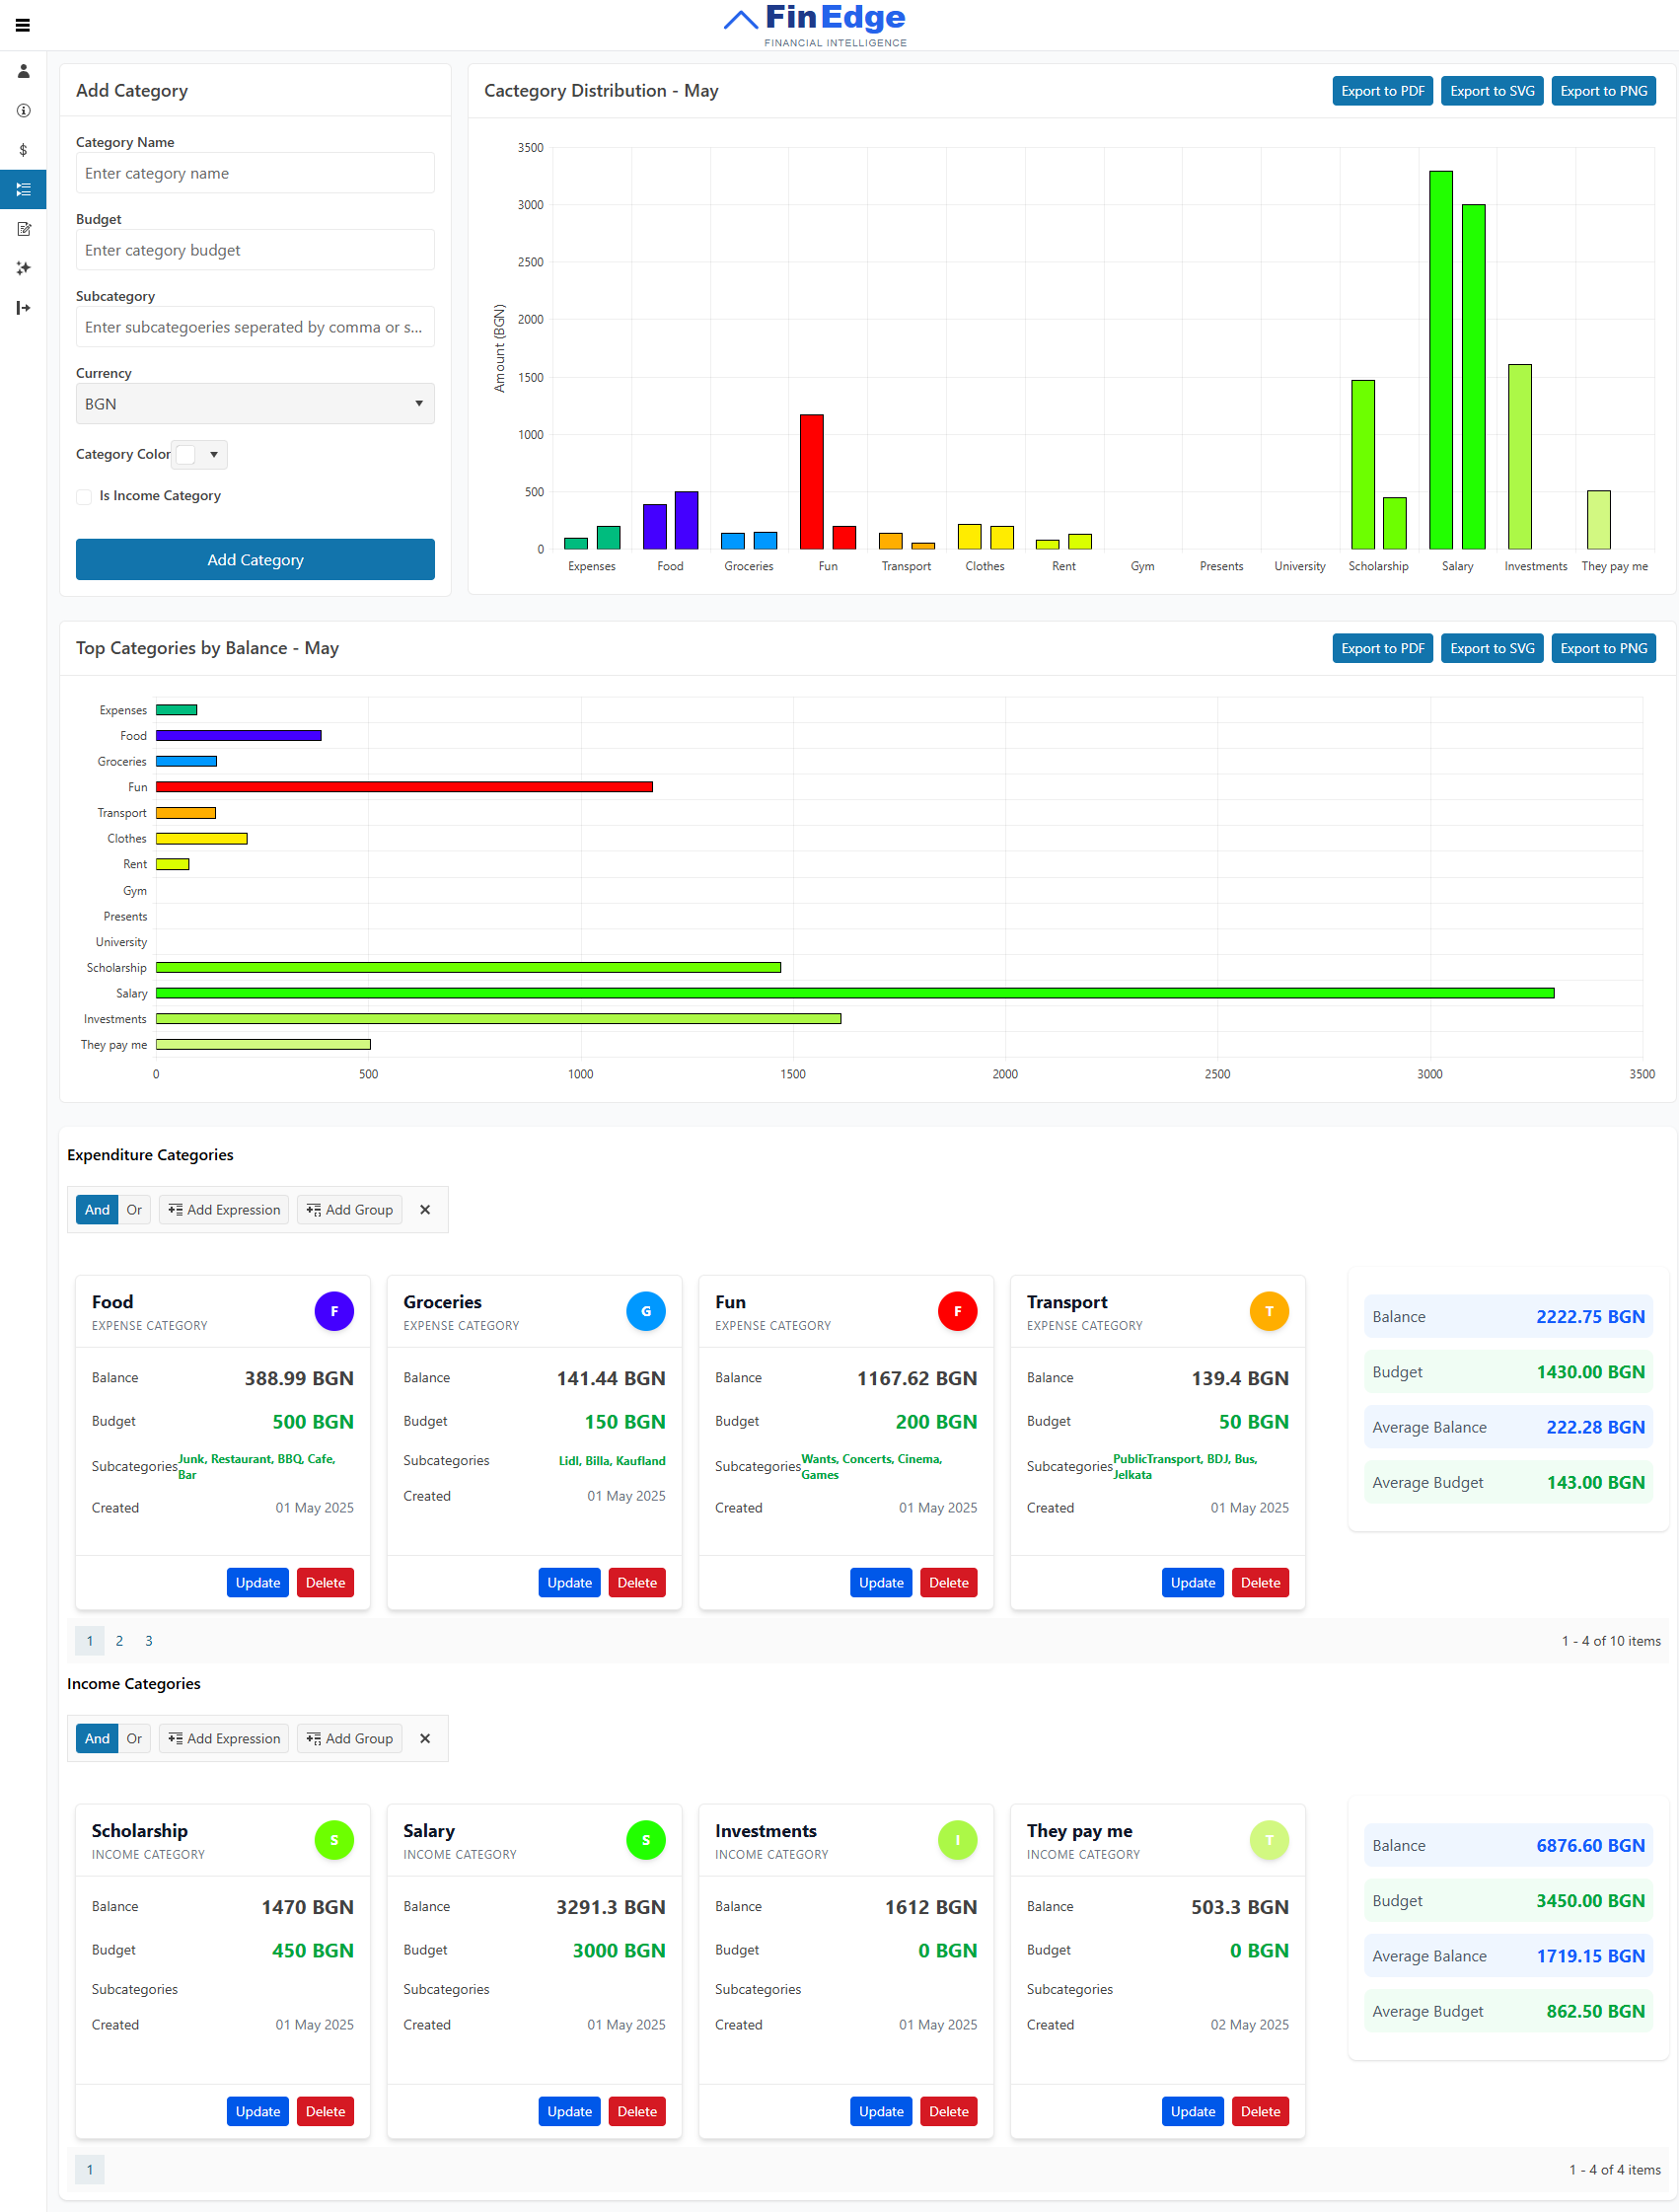 FinEdge
FINANCIAL INTELLIGENCE
Add Category
Category Name
Enter category name
Budget
Enter category budget
Subcategory
Enter subcategoeries seperated by comma or s...
Currency
BGN
Category Color
Is Income Category
Add Category
Cactegory Distribution - May
Export to PDF Export to SVG Export to PNG
Amount (BGN)
3500
3000
2500
2000
1500
1000
500
0
Expenses Food Groceries Fun Transport Clothes Rent Gym Presents University Scholarship Salary Investments They pay me
Top Categories by Balance - May
Export to PDF Export to SVG Export to PNG
Expenses
Food
Groceries
Fun
Transport
Clothes
Rent
Gym
Presents
University
Scholarship
Salary
Investments
They pay me
0 500 1000 1500 2000 2500 3000 3500
Expenditure Categories
And Or Add Expression Add Group
Food F
EXPENSE CATEGORY
Balance 388.99 BGN
Budget 500 BGN
Subcategories Junk, Restaurant, BBQ, Cafe,
Bar
Created 01 May 2025
Update Delete
Groceries G
EXPENSE CATEGORY
Balance 141.44 BGN
Budget 150 BGN
Subcategories Lidl, Billa, Kaufland
Created 01 May 2025
Update Delete
Fun F
EXPENSE CATEGORY
Balance 1167.62 BGN
Budget 200 BGN
Subcategories Wants, Concerts, Cinema,
Games
Created 01 May 2025
Update Delete
Transport T
EXPENSE CATEGORY
Balance 139.4 BGN
Budget 50 BGN
Subcategories PublicTransport, BDJ, Bus,
Jelkata
Created 01 May 2025
Update Delete
Balance 2222.75 BGN
Budget 1430.00 BGN
Average Balance 222.28 BGN
Average Budget 143.00 BGN
1 2 3
1 - 4 of 10 items
Income Categories
And Or Add Expression Add Group
Scholarship S
INCOME CATEGORY
Balance 1470 BGN
Budget 450 BGN
Subcategories
Created 01 May 2025
Update Delete
Salary S
INCOME CATEGORY
Balance 3291.3 BGN
Budget 3000 BGN
Subcategories
Created 01 May 2025
Update Delete
Investments I
INCOME CATEGORY
Balance 1612 BGN
Budget 0 BGN
Subcategories
Created 01 May 2025
Update Delete
They pay me T
INCOME CATEGORY
Balance 503.3 BGN
Budget 0 BGN
Subcategories
Created 02 May 2025
Update Delete
Balance 6876.60 BGN
Budget 3450.00 BGN
Average Balance 1719.15 BGN
Average Budget 862.50 BGN
1
1 - 4 of 4 items